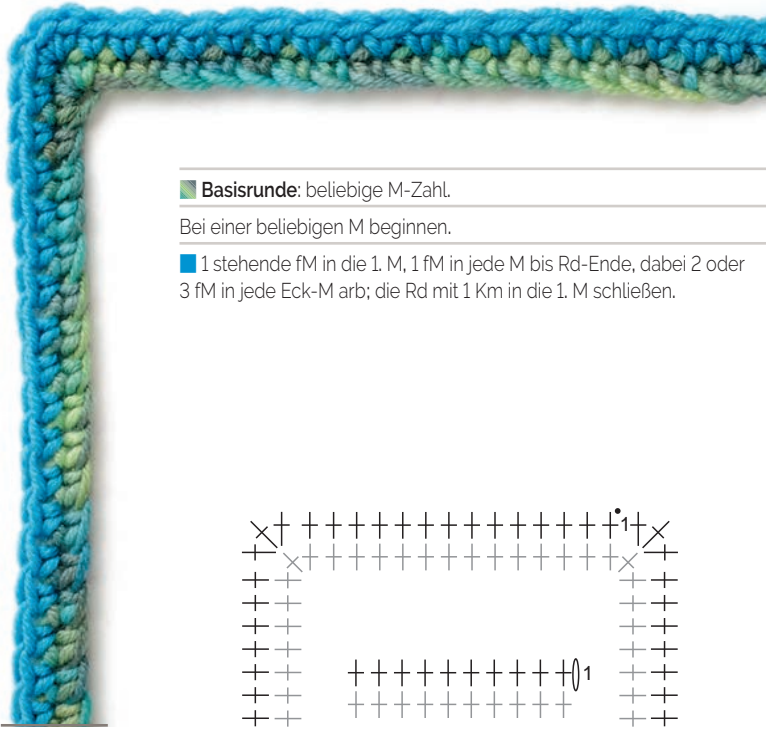 Basisrunde: beliebige M-Zahl.
Bei einer beliebigen M beginnen.
1 stehende fM in die 1. M, 1 fM in jede M bis Rd-Ende, dabei 2 oder
3 fM in jede Eck-M arb; die Rd mit 1 Km in die 1. M schließen.
1
1